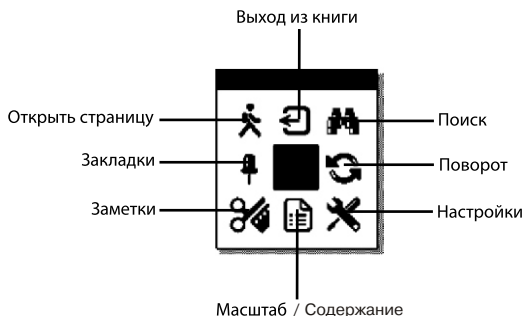 Выход из книги
Открыть страницу
Поиск
Закладки
Поворот
Заметки
Настройки
Масштаб / Содержание